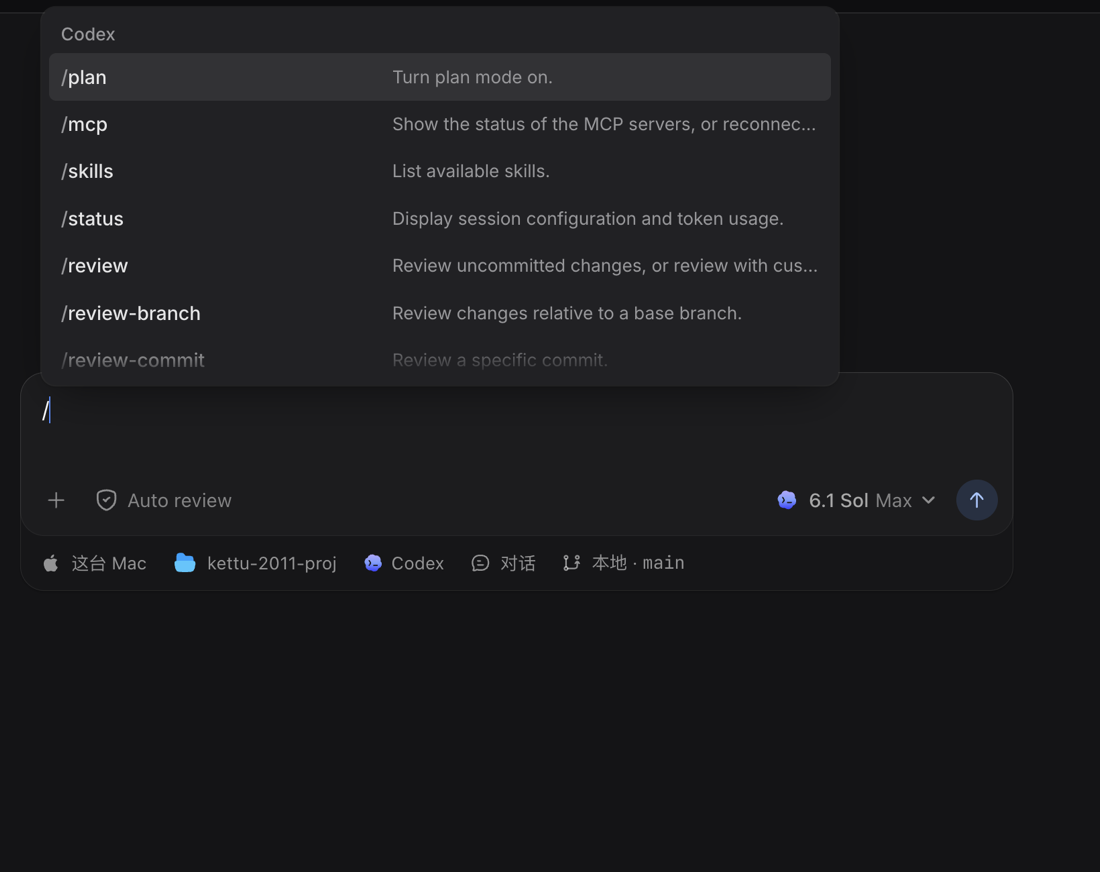 Codex
/plan Turn plan mode on.
/mcp Show the status of the MCP servers, or reconnec...
/skills List available skills.
/status Display session configuration and token usage.
/review Review uncommitted changes, or review with cus...
/review-branch Review changes relative to a base branch.
/review-commit Review a specific commit.
/
+ Auto review 6.1 Sol Max
这台 Mac kettu-2011-proj Codex 对话 本地 · main